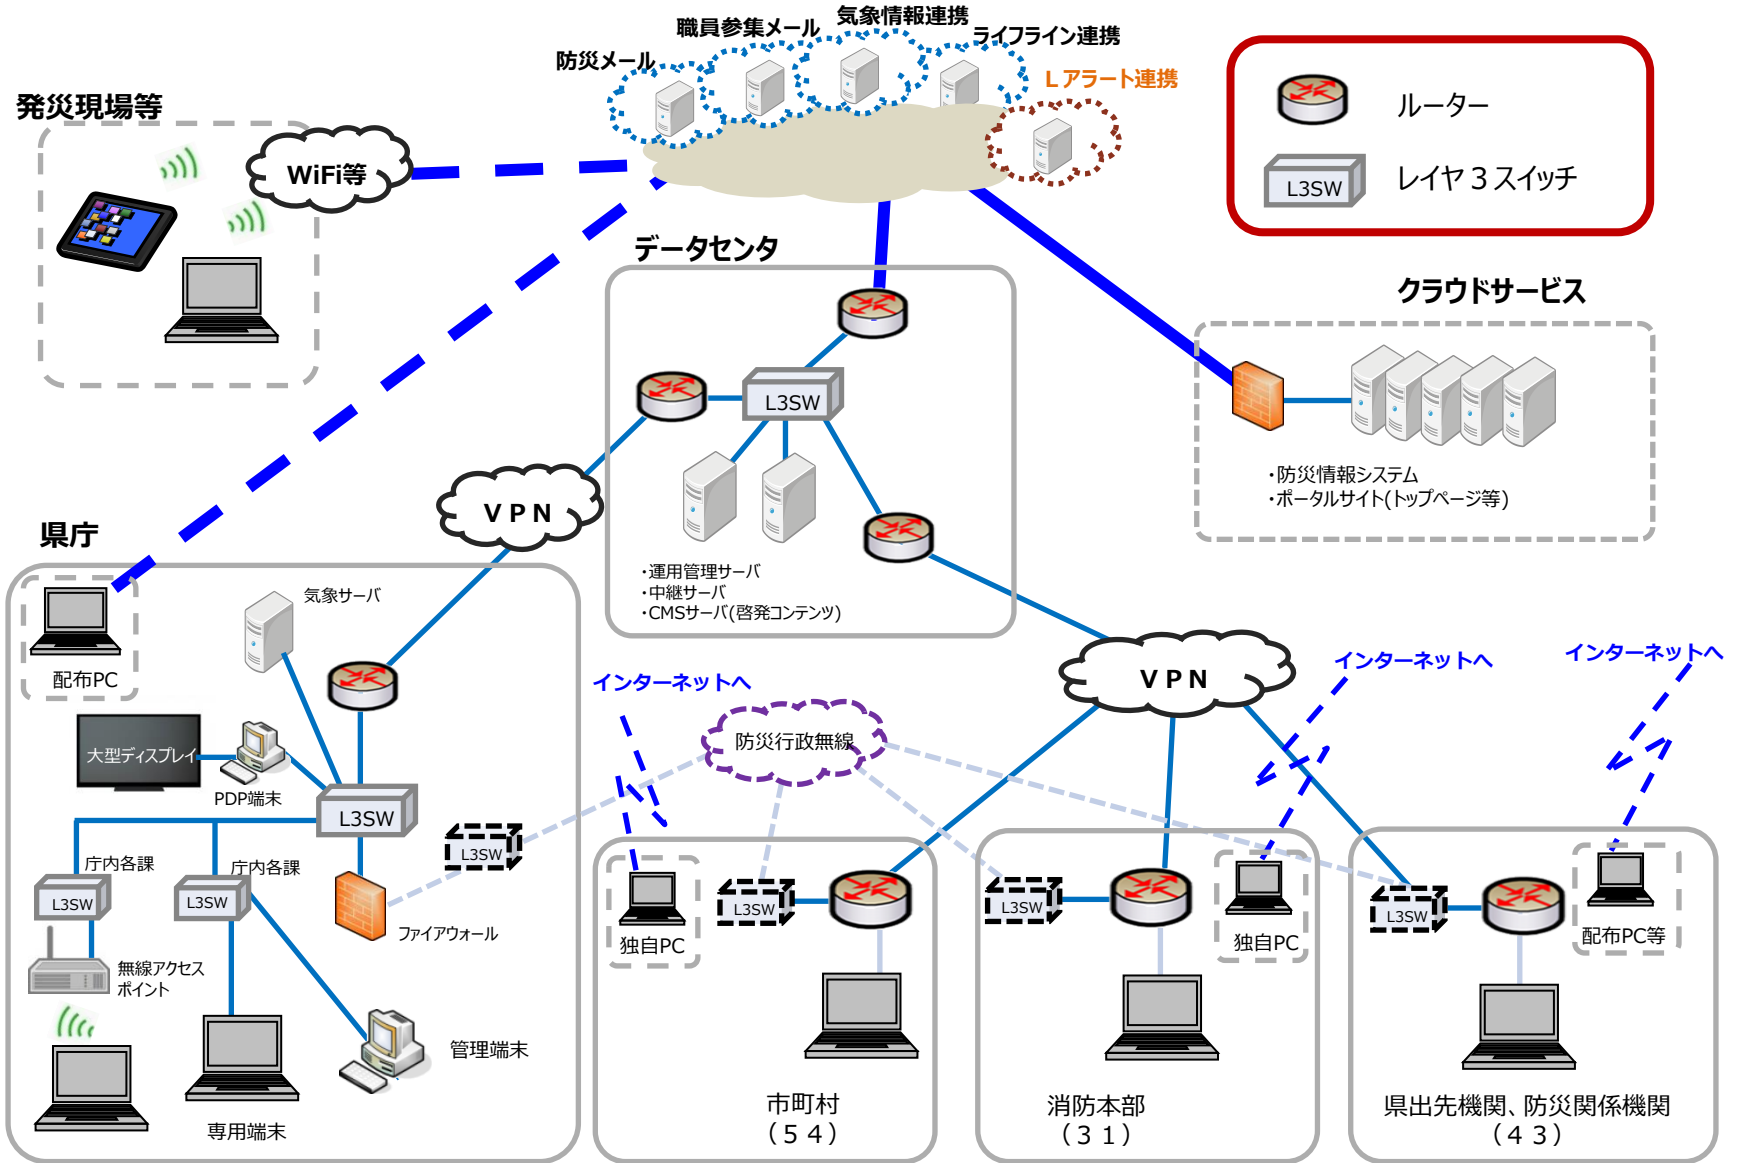 職員参集メール
気象情報連携
ライフライン連携
防災メール
Lアラート連携
発災現場等
WiFi等
ルーター
L3SW
レイヤ３スイッチ
データセンタ
クラウドサービス
L3SW
・防災情報システム
・ポータルサイト(トップページ等)
ＶＰＮ
県庁
・運用管理サーバ
・中継サーバ
・CMSサーバ(啓発コンテンツ)
気象サーバ
配布PC
ＶＰＮ
インターネットへ
インターネットへ
インターネットへ
防災行政無線
大型ディスプレイ
PDP端末
L3SW
L3SW
庁内各課
庁内各課
L3SW
L3SW
ファイアウォール
無線アクセス
ポイント
管理端末
専用端末
独自PC
L3SW
市町村
（５４）
L3SW
独自PC
消防本部
（３１）
L3SW
配布PC等
県出先機関、防災関係機関
（４３）